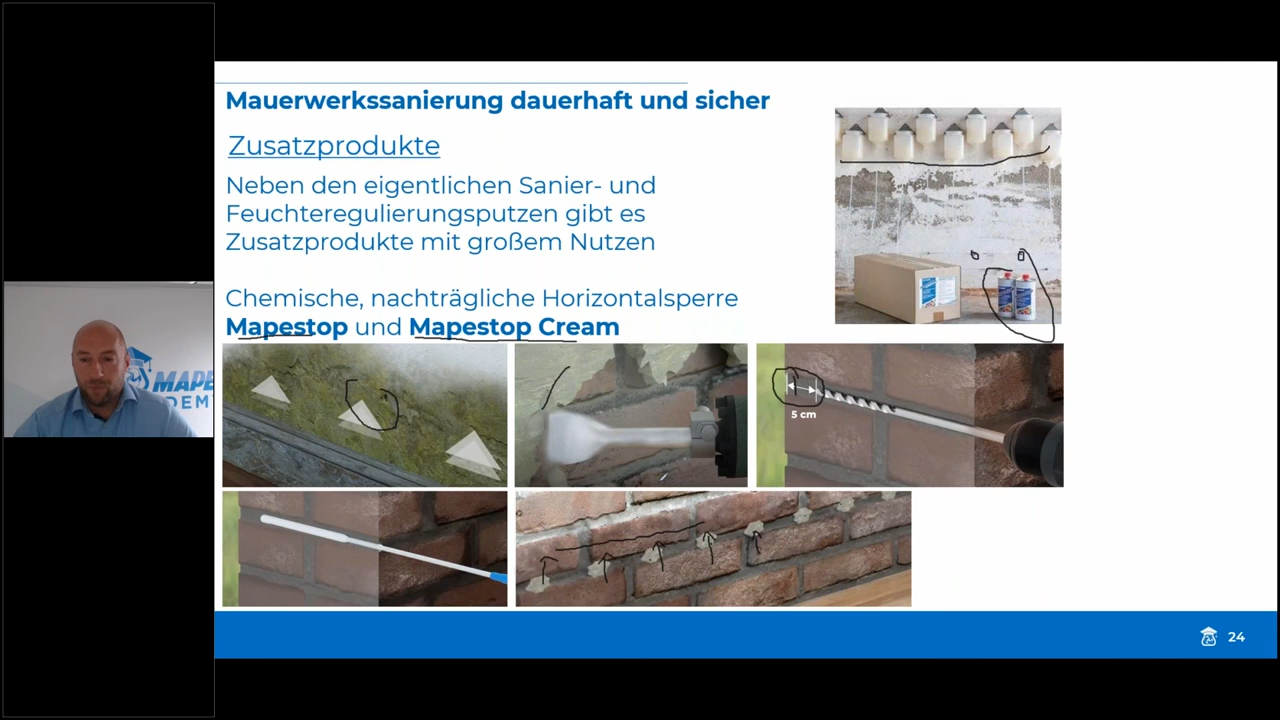 Mauerwerkssanierung dauerhaft und sicher
Zusatzprodukte
Neben den eigentlichen Sanier- und
Feuchteregulierungsputzen gibt es
Zusatzprodukte mit großem Nutzen
Chemische, nachträgliche Horizontalsperre
Mapestop und Mapestop Cream
5 cm
24